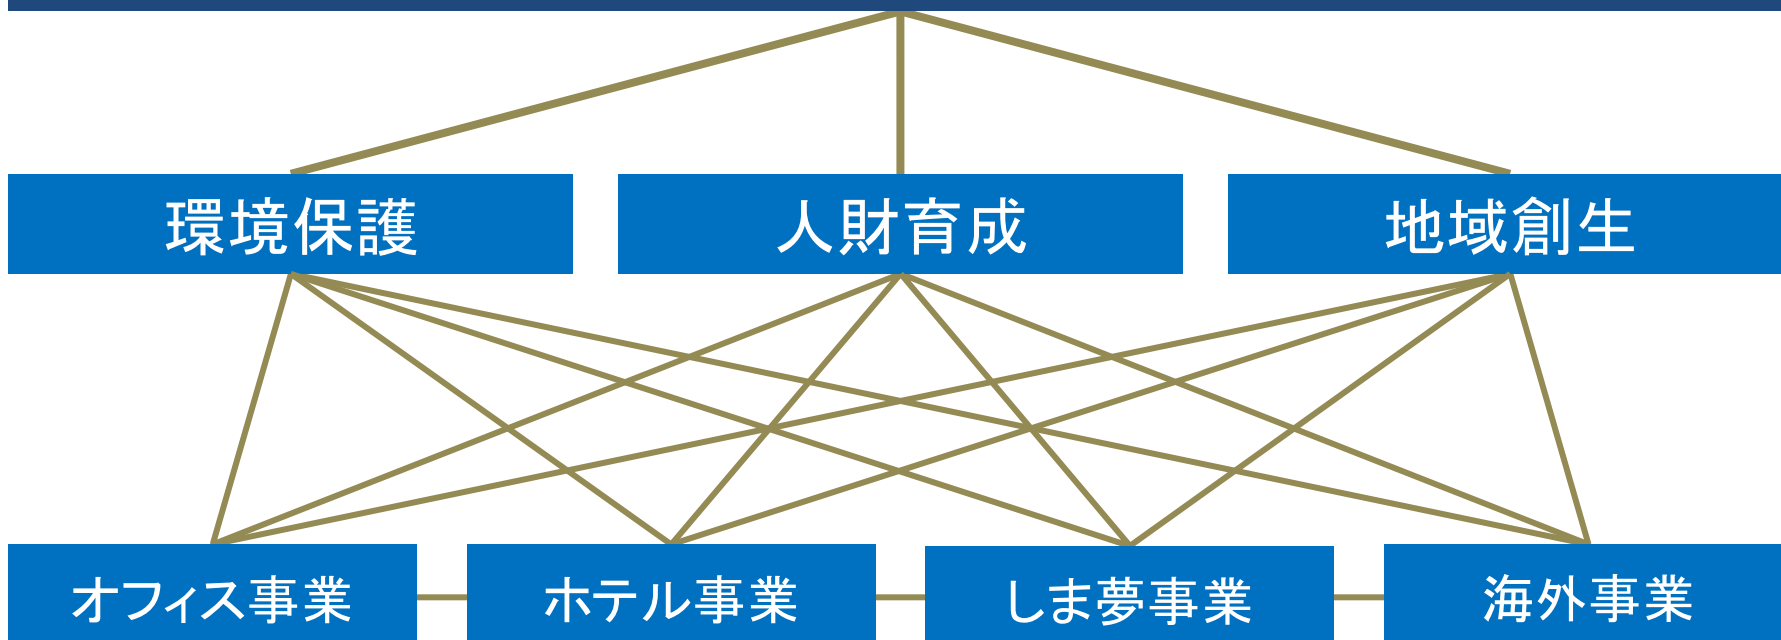 環境保護
人財育成
地域創生
オフィス事業
ホテル事業
しま夢事業
海外事業